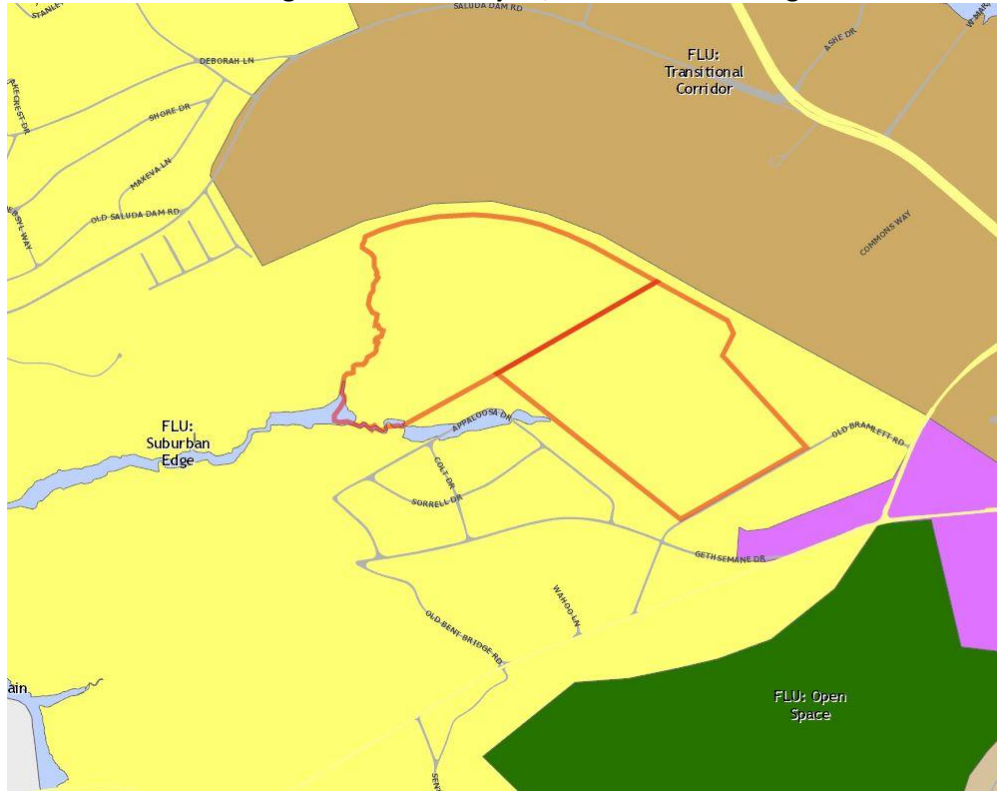 SALUDA DAM RD
DEBORAH LN
ASHE DR
FLU:
Transitional
Corridor
SHORE DR
MAXEVA LN
OLD SALUDA DAM RD
COMMONS WAY
FLU:
Suburban
Edge
APPALOOSA DR
OLD BRAMLETT RD
COLT DR
SORRELL DR
GETHSEMANE DR
WAHOO LN
OLD BENT BRIDGE RD
ain
FLU: Open
Space